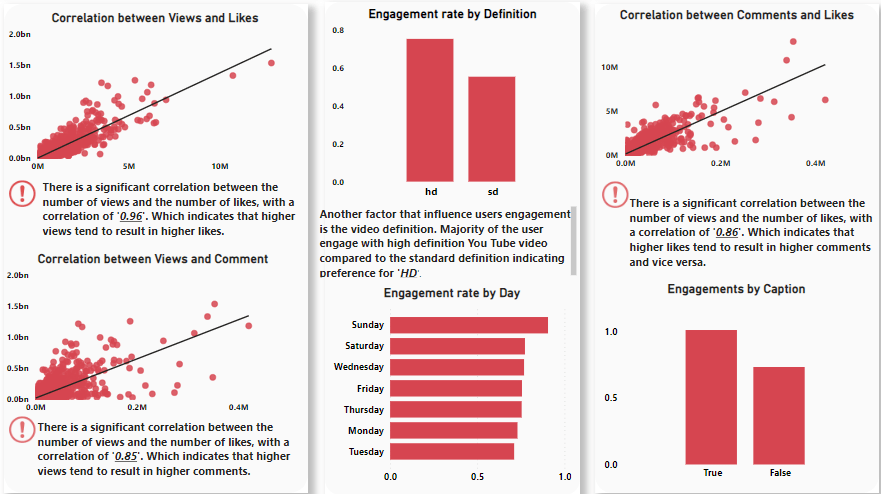 Correlation between Views and Likes
2.0bn
1.5bn
1.0bn
0.5bn
0.0bn
0M 5M 10M
There is a significant correlation between the
number of views and the number of likes, with a
correlation of '0.96'. Which indicates that higher
views tend to result in higher likes.
Correlation between Views and Comment
2.0bn
1.5bn
1.0bn
0.5bn
0.0bn
0.0M 0.2M 0.4M
There is a significant correlation between the
number of views and the number of likes, with a
correlation of '0.85'. Which indicates that higher
views tend to result in higher comments.
Engagement rate by Definition
0.8
0.6
0.4
0.2
0.0
hd sd
Another factor that influence users engagement
is the video definition. Majority of the user
engage with high definition You Tube video
compared to the standard definition indicating
preference for 'HD'.
Engagement rate by Day
Sunday
Saturday
Wednesday
Friday
Thursday
Monday
Tuesday
0.0 0.5 1.0
Correlation between Comments and Likes
10M
5M
0M
0.0M 0.2M 0.4M
There is a significant correlation between the
number of views and the number of likes, with
a correlation of '0.86'. Which indicates that
higher likes tend to result in higher comments
and vice versa.
Engagements by Caption
1.0
0.5
0.0
True False